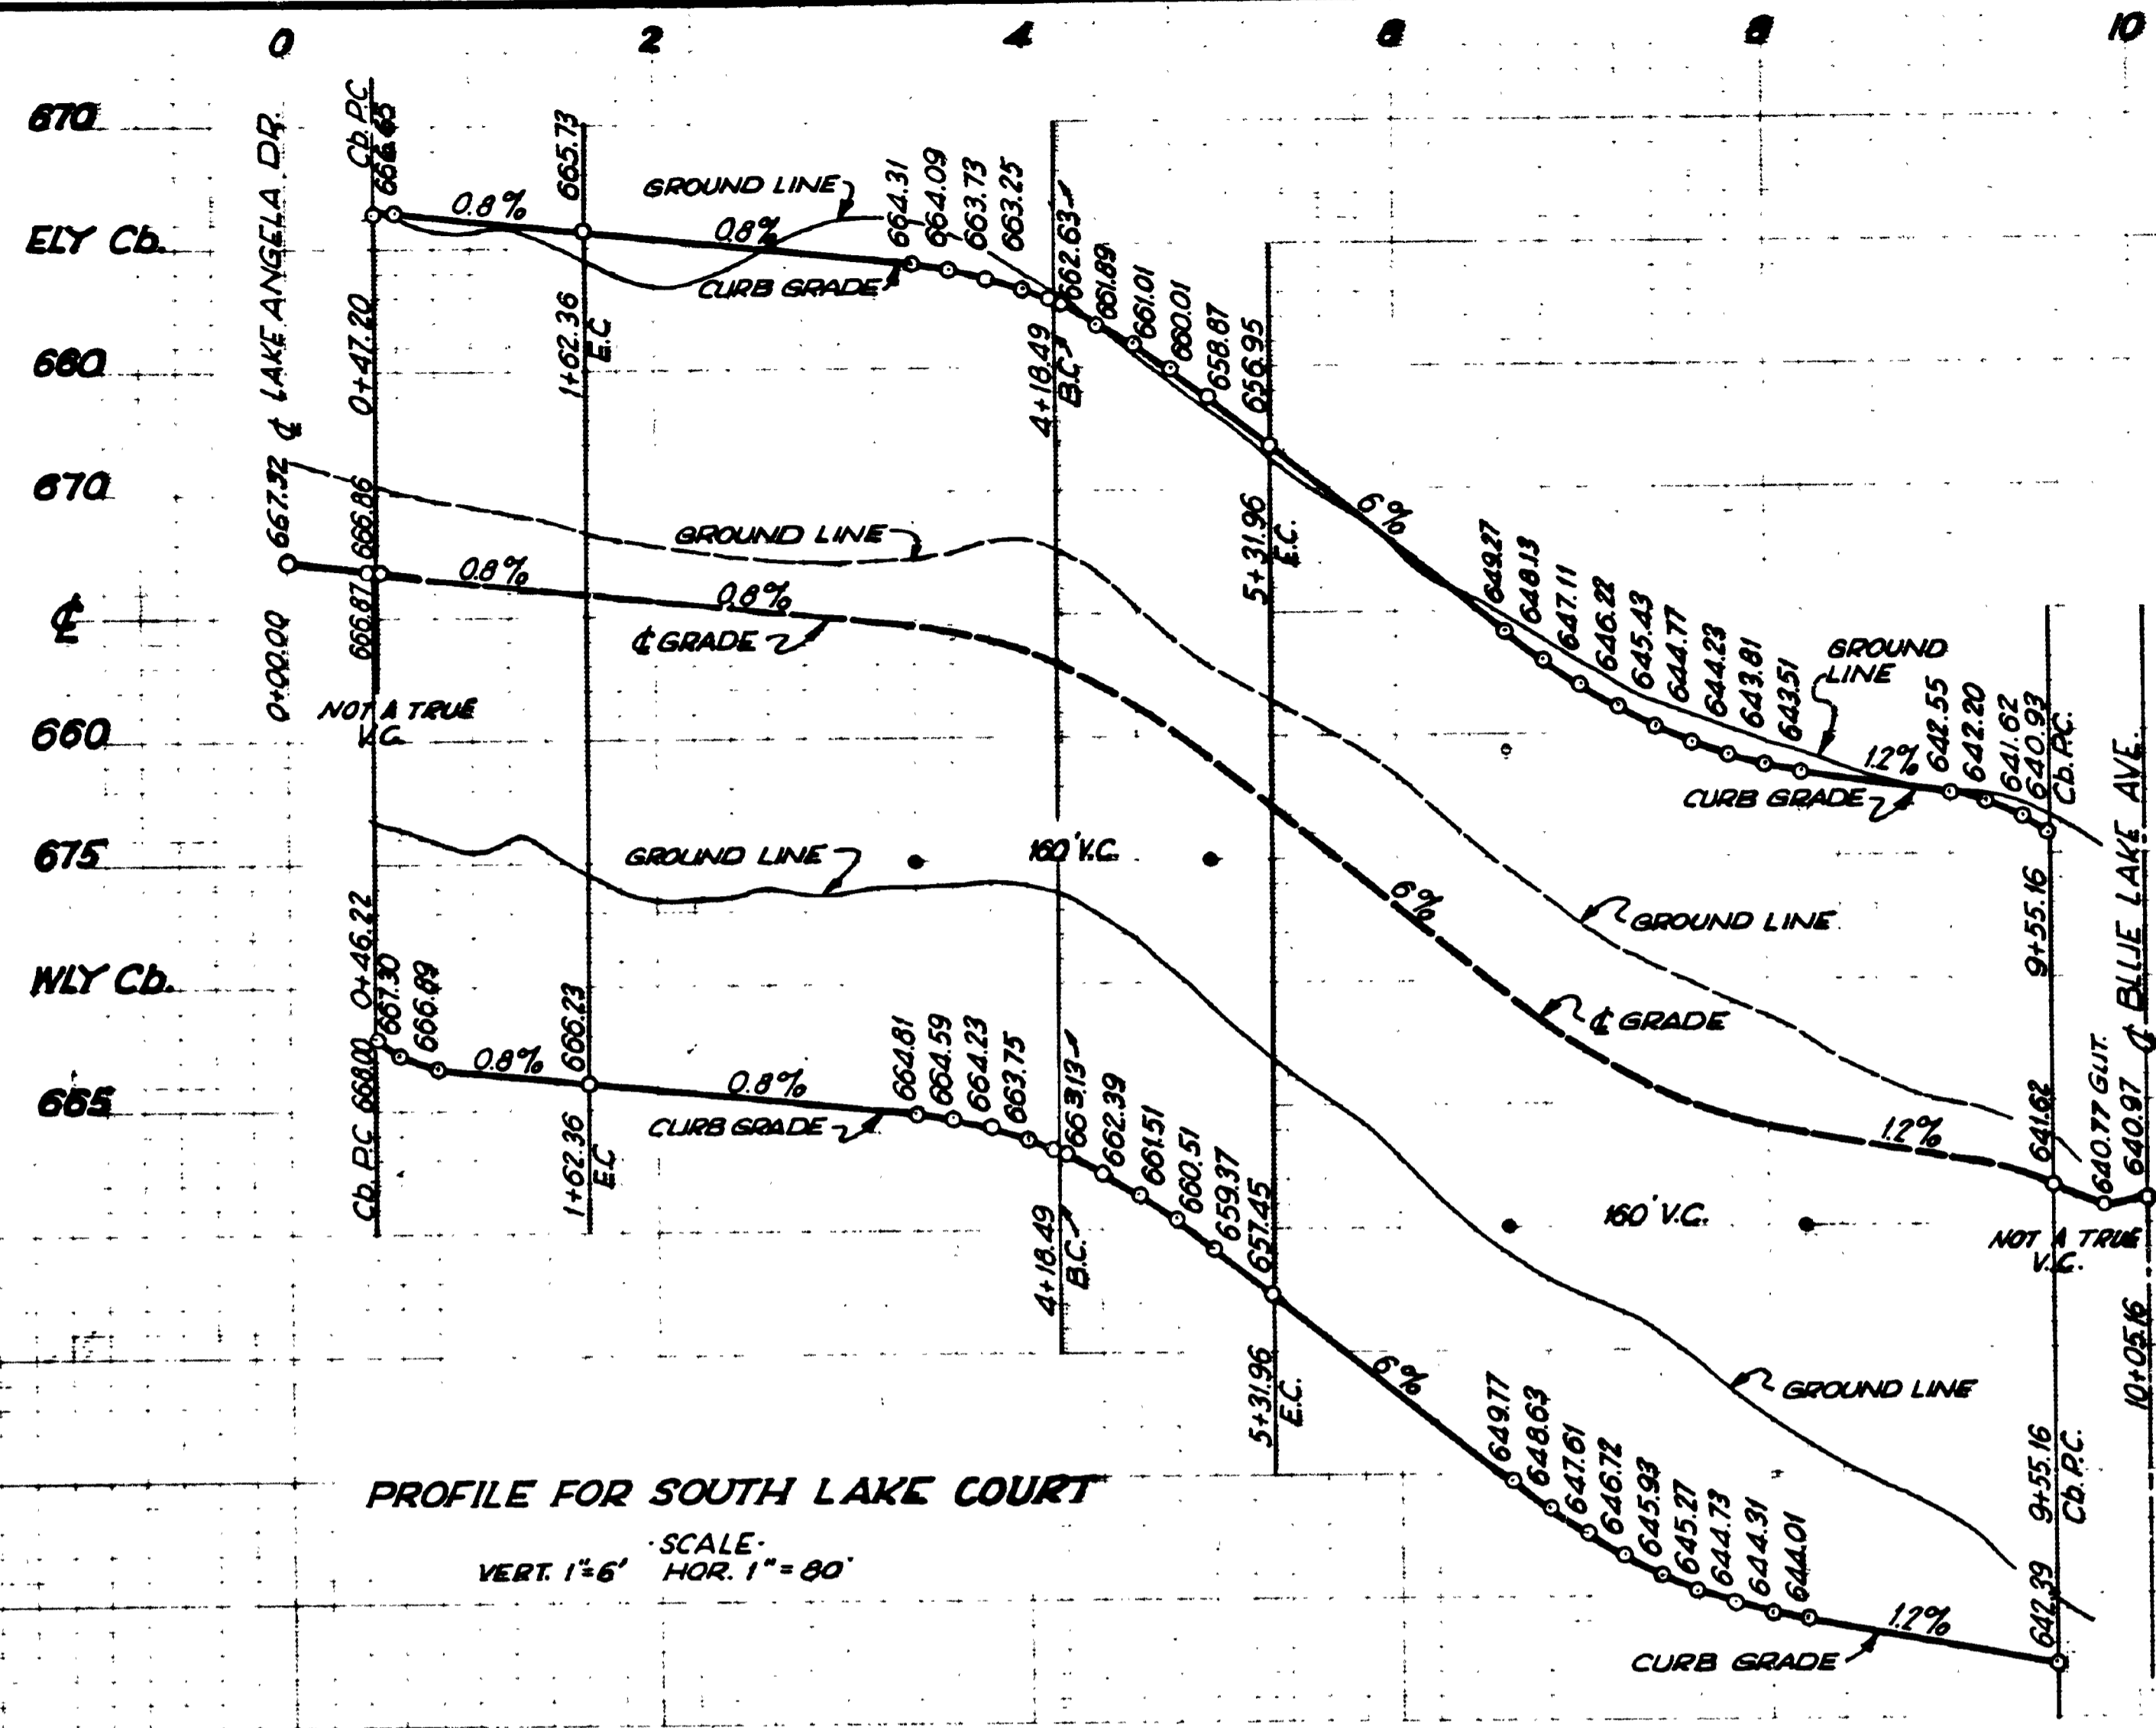 0 2 4 6 8 10
670
ELY Cb.
660
670
℄
660
675
WLY Cb.
665
℄ LAKE ANGELA DR.
667.32
0+00.00
Cb. P.C
666.65
0+47.20
0.8%
665.73
1+62.36
E.C
GROUND LINE
0.8%
CURB GRADE
664.31
664.09
663.73
663.25
662.63
4+18.49
B.C.
661.89
661.01
660.01
658.87
656.95
5+31.96
E.C.
6%
649.27
648.13
647.11
646.22
645.43
644.77
644.23
643.81
643.51
GROUND
LINE
1.2%
CURB GRADE
642.55
642.20
641.62
640.93
Cb. P.C.
9+55.16
666.86
666.87
NOT A TRUE
V.C.
0.8%
GROUND LINE
0.8%
℄ GRADE
160' V.C.
6%
GROUND LINE
℄ GRADE
1.2%
641.62
640.77 GUT.
640.97
℄ BLUE LAKE AVE.
NOT A TRUE
V.C.
10+05.16
160' V.C.
Cb. P.C 668.00
0+46.22
667.30
666.89
0.8%
666.23
1+62.36
E.C
GROUND LINE
0.8%
CURB GRADE
664.81
664.59
664.23
663.75
663.13
4+18.49
B.C.
662.39
661.51
660.51
659.37
657.45
5+31.96
E.C.
6%
649.77
648.63
647.61
646.72
645.93
645.27
644.73
644.31
644.01
GROUND LINE
1.2%
CURB GRADE
642.39
9+55.16
Cb. P.C.
PROFILE FOR SOUTH LAKE COURT
·SCALE·
VERT. 1"=6' HOR. 1"=80'